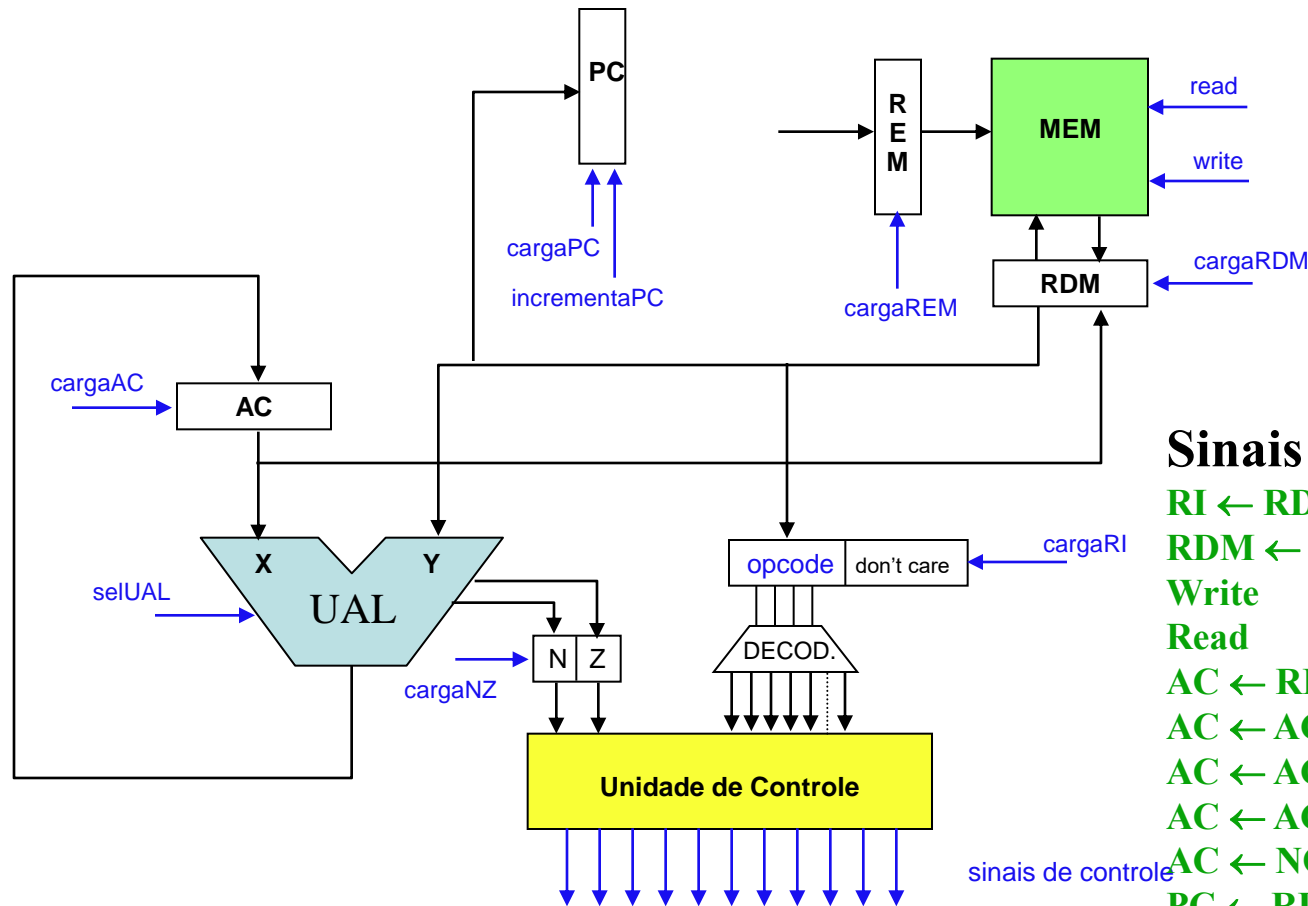 PC
R
E
M
MEM
read
write
cargaPC
incrementaPC
cargaREM
RDM
cargaRDM
cargaAC
AC
X
Y
UAL
selUAL
N
Z
cargaNZ
opcode
don't care
cargaRI
DECOD.
Unidade de Controle
sinais de controle
Sinais
RI ←
RDM ←
Write
Read
AC ←
AC ←
AC ←
AC ←
AC ←
PC ←